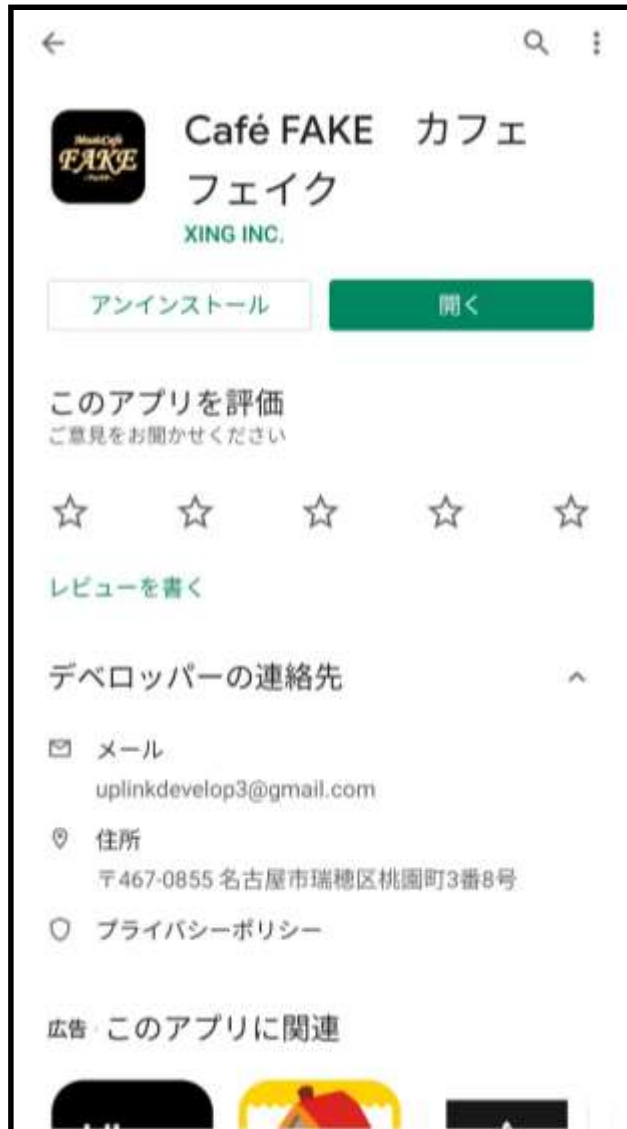 Music Cafe
FAKE
Café FAKE　カフェ
フェイク
XING INC.
アンインストール
開く
このアプリを評価
ご意見をお聞かせください
レビューを書く
デベロッパーの連絡先
メール
uplinkdevelop3@gmail.com
住所
〒467-0855 名古屋市瑞穂区桃園町3番8号
プライバシーポリシー
広告·このアプリに関連